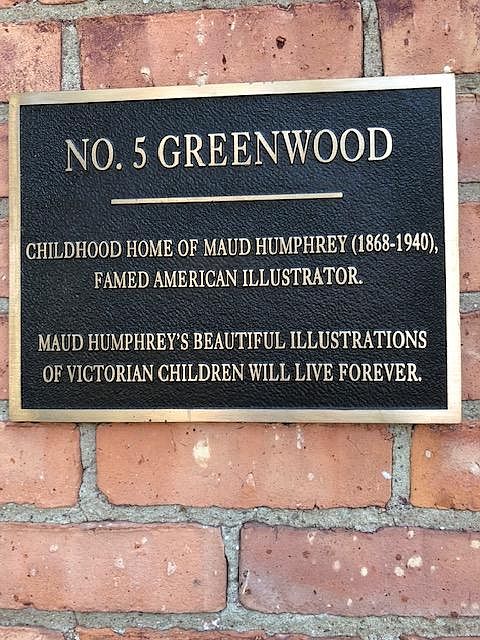 NO. 5 GREENWOOD
CHILDHOOD HOME OF MAUD HUMPHREY (1868-1940),
FAMED AMERICAN ILLUSTRATOR.
MAUD HUMPHREY'S BEAUTIFUL ILLUSTRATIONS
OF VICTORIAN CHILDREN WILL LIVE FOREVER.